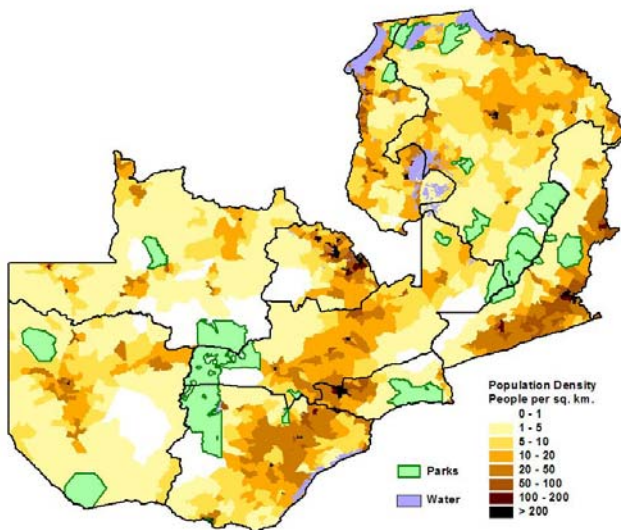 Population Density
People per sq. km.
0 - 1
1 - 5
5 - 10
10 - 20
20 - 50
50 - 100
100 - 200
> 200
Parks
Water